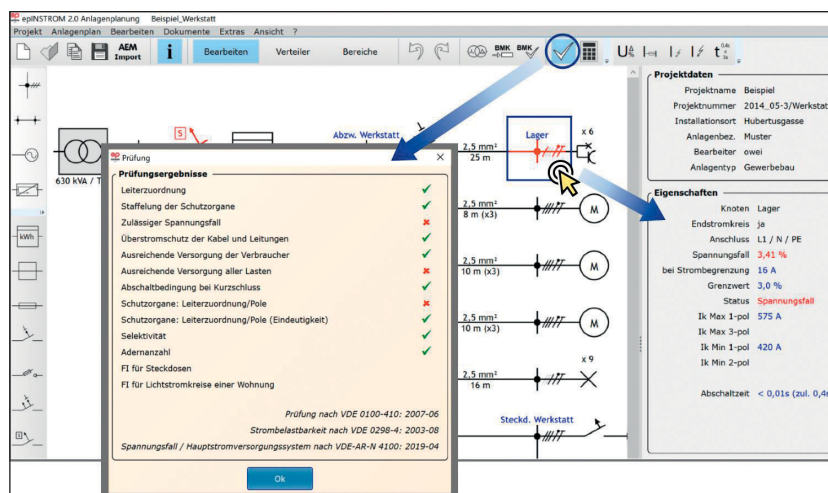 epINSTROM 2.0 Anlagenplanung Beispiel_Werkstatt
Projekt Anlagenplan Bearbeiten Dokumente Extras Ansicht ?
AEM Import i Bearbeiten Verteiler Bereiche BMK BMK
kWh
630 kVA / T
S
Abzw. Werkstatt
2,5 mm²
25 m
Lager
x 6
2,5 mm²
8 m (x3)
M
2,5 mm²
10 m (x3)
M
2,5 mm²
10 m (x3)
M
2,5 mm²
16 m
x 9
Steckd. Werkstatt
ep Prüfung
Prüfungsergebnisse
Leiterzuordnung
Staffelung der Schutzorgane
Zulässiger Spannungsfall
Überstromschutz der Kabel und Leitungen
Ausreichende Versorgung der Verbraucher
Ausreichende Versorgung aller Lasten
Abschaltbedingung bei Kurzschluss
Schutzorgane: Leiterzuordnung/Pole
Schutzorgane: Leiterzuordnung/Pole (Eindeutigkeit)
Selektivität
Adernanzahl
FI für Steckdosen
FI für Lichtstromkreise einer Wohnung
Prüfung nach VDE 0100-410: 2007-06
Strombelastbarkeit nach VDE 0298-4: 2003-08
Spannungsfall / Hauptstromversorgungssystem nach VDE-AR-N 4100: 2019-04
Ok
Projektdaten
Projektname Beispiel
Projektnummer 2014_05-3/Werkstat
Installationsort Hubertusgasse
Anlagenbez. Muster
Bearbeiter owei
Anlagentyp Gewerbebau
Eigenschaften
Knoten Lager
Endstromkreis ja
Anschluss L1 / N / PE
Spannungsfall 3,41 %
bei Strombegrenzung 16 A
Grenzwert 3,0 %
Status Spannungsfall
Ik Max 1-pol 575 A
Ik Max 3-pol
Ik Min 1-pol 420 A
Ik Min 2-pol
Abschaltzeit < 0,01s (zul. 0,4s